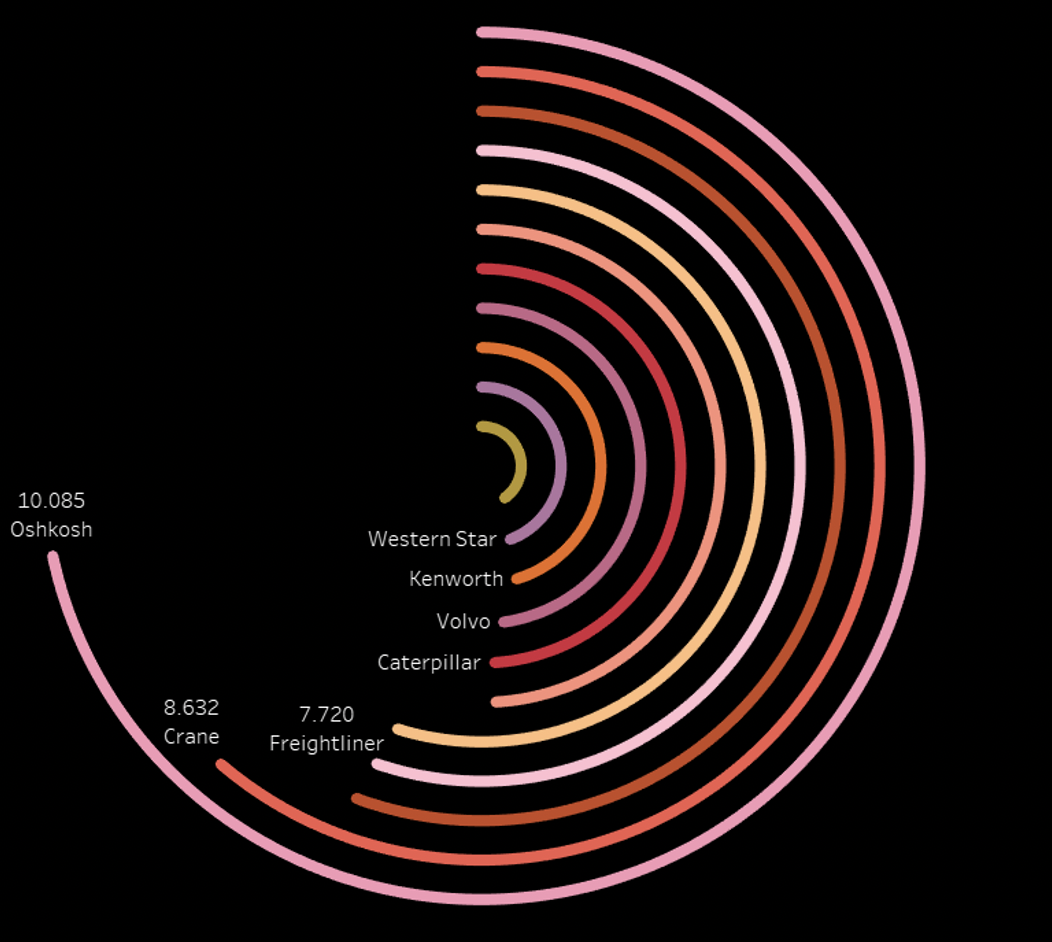 10.085
Oshkosh
Western Star
Kenworth
Volvo
Caterpillar
8.632
Crane
7.720
Freightliner